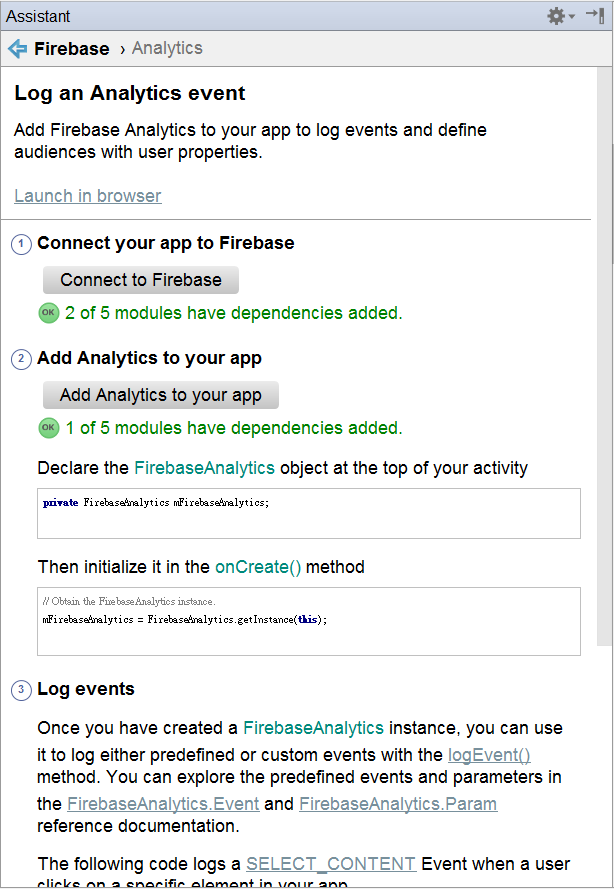 Assistant
Firebase › Analytics
Log an Analytics event
Add Firebase Analytics to your app to log events and define
audiences with user properties.
Launch in browser
1 Connect your app to Firebase
Connect to Firebase
OK 2 of 5 modules have dependencies added.
2 Add Analytics to your app
Add Analytics to your app
OK 1 of 5 modules have dependencies added.
Declare the FirebaseAnalytics object at the top of your activity
private FirebaseAnalytics mFirebaseAnalytics;
Then initialize it in the onCreate() method
// Obtain the FirebaseAnalytics instance.
mFirebaseAnalytics = FirebaseAnalytics.getInstance(this);
3 Log events
Once you have created a FirebaseAnalytics instance, you can use
it to log either predefined or custom events with the logEvent()
method. You can explore the predefined events and parameters in
the FirebaseAnalytics.Event and FirebaseAnalytics.Param
reference documentation.
The following code logs a SELECT_CONTENT Event when a user
clicks on a specific element in your app.